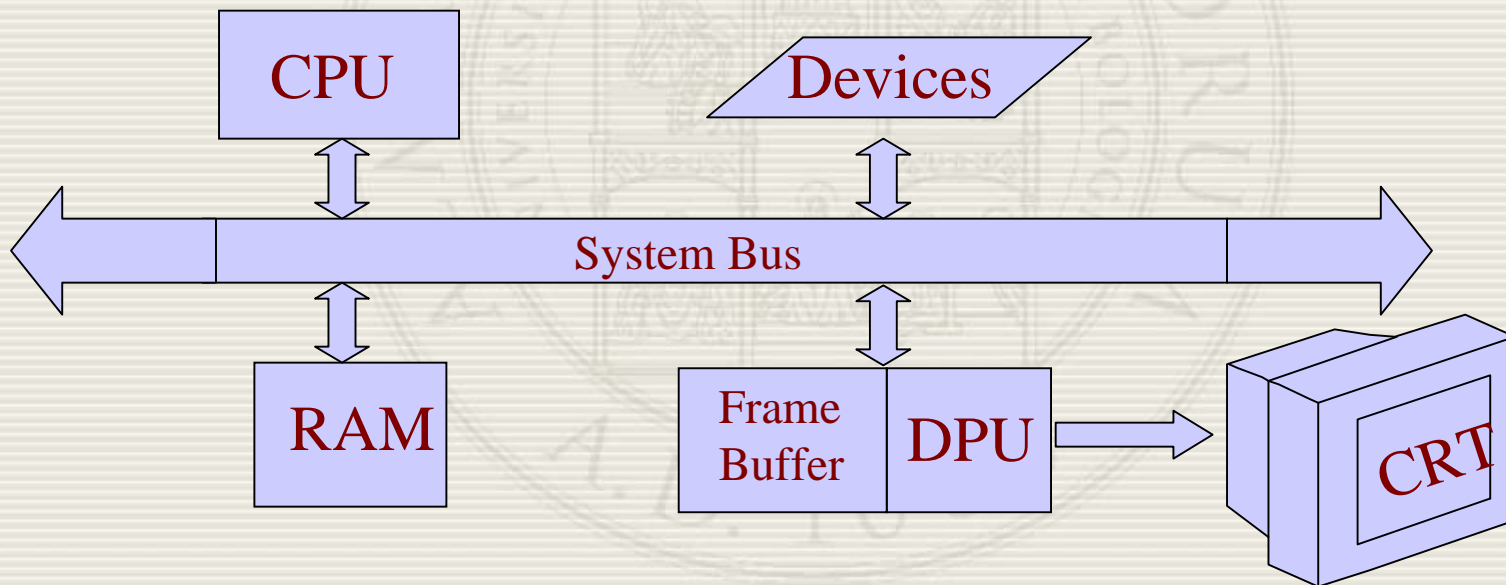 CPU
Devices
System Bus
RAM
Frame
Buffer
DPU
CRT